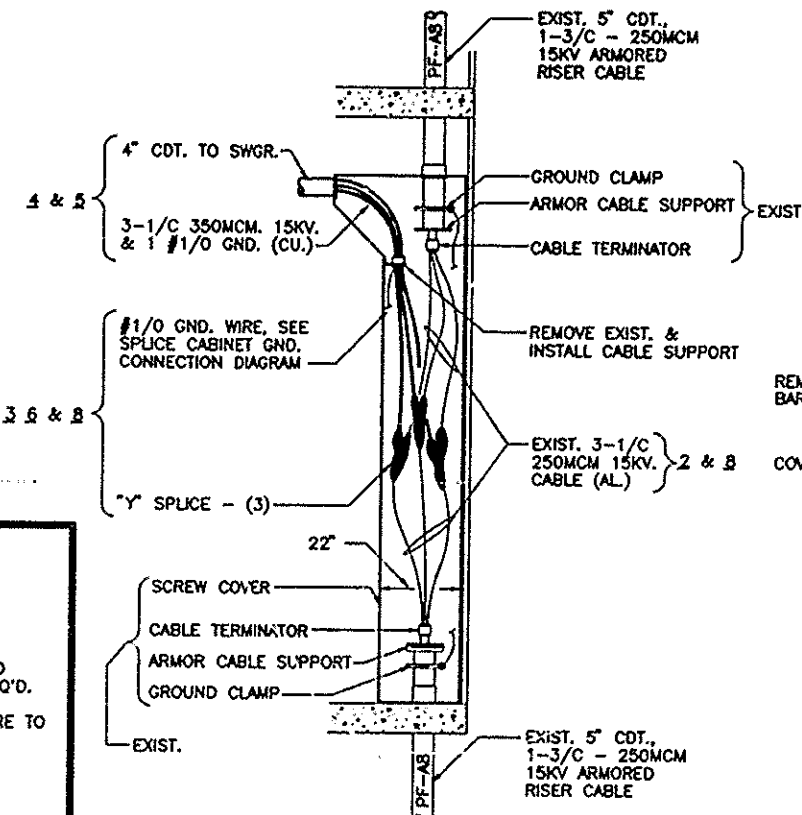 EXIST. 5" CDT.,
1-3/C - 250MCM
15KV ARMORED
RISER CABLE
PF-A8
4" CDT. TO SWGR.
4 & 5
3-1/C 350MCM. 15KV.
& 1 #1/0 GND. (CU.)
GROUND CLAMP
ARMOR CABLE SUPPORT
EXIST
CABLE TERMINATOR
#1/0 GND. WIRE, SEE
SPLICE CABINET GND.
CONNECTION DIAGRAM
REMOVE EXIST. &
INSTALL CABLE SUPPORT
3 6 & 8
REM
BAR
EXIST. 3-1/C
250MCM 15KV.
CABLE (AL.)
2 & 8
COV
"Y" SPLICE - (3)
22"
SCREW COVER
CABLE TERMINATOR
ARMOR CABLE SUPPORT
GROUND CLAMP
Q'D.
RE TO
EXIST.
EXIST. 5" CDT.,
1-3/C - 250MCM
15KV ARMORED
RISER CABLE
PF-A8